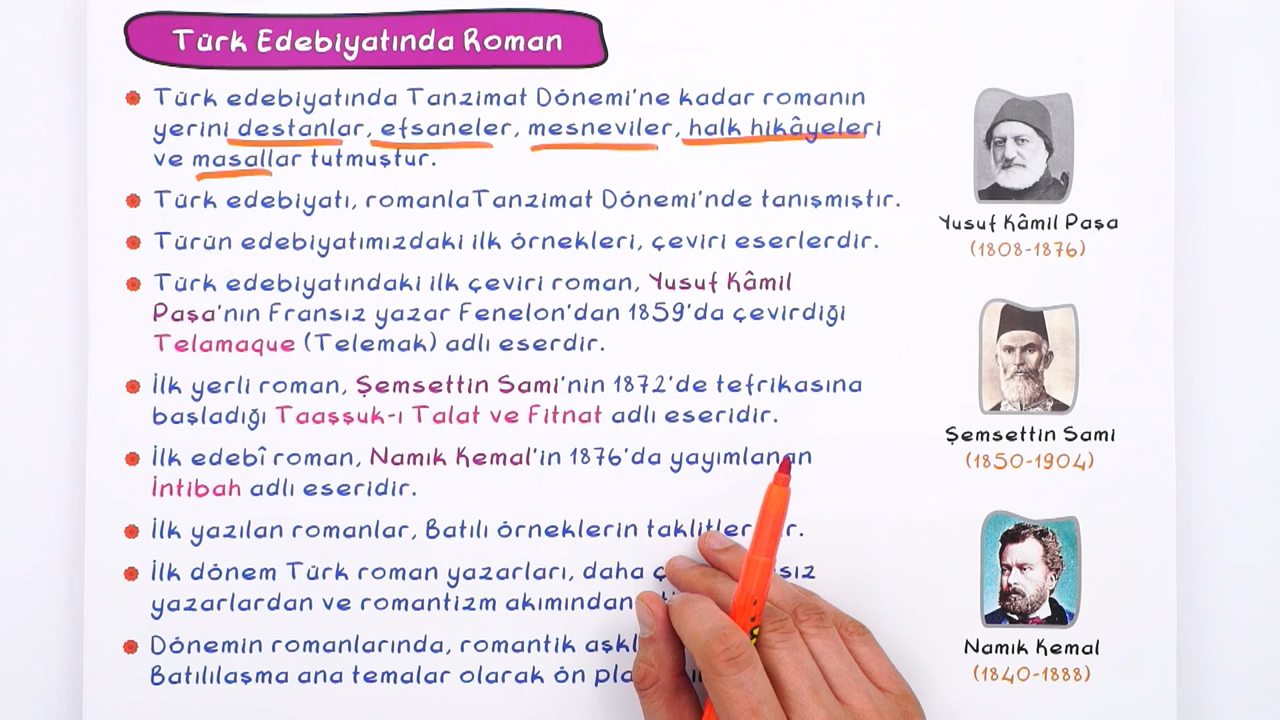 Türk Edebiyatında Roman
Türk edebiyatında Tanzimat Dönemi'ne kadar romanın
yerini destanlar, efsaneler, mesneviler, halk hikâyeleri
ve masallar tutmuştur.
Türk edebiyatı, romanlaTanzimat Dönemi'nde tanışmıştır.
Türün edebiyatımızdaki ilk örnekleri, çeviri eserlerdir.
Türk edebiyatındaki ilk çeviri roman, Yusuf Kâmil
Paşa'nın Fransız yazar Fenelon'dan 1859'da çevirdiği
Telamaque (Telemak) adlı eserdir.
İlk yerli roman, Şemsettin Sami'nin 1872'de tefrikasına
başladığı Taaşşuk-ı Talat ve Fitnat adlı eseridir.
İlk edebî roman, Namık Kemal'in 1876'da yayımlanan
İntibah adlı eseridir.
İlk yazılan romanlar, Batılı örneklerin
İlk dönem Türk roman yazarları, daha
yazarlardan ve romantizm akımından
Dönemin romanlarında, romantik
Batılılaşma ana temalar olarak ön
Yusuf Kâmil Paşa
(1808-1876)
Şemsettin Sami
(1850-1904)
Namık Kemal
(1840-1888)